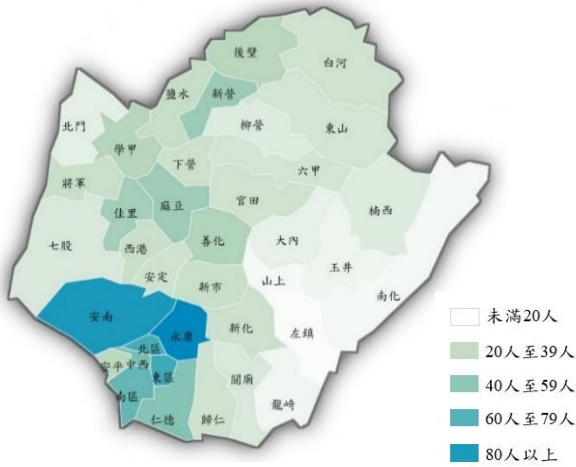 後壁
白河
鹽水
新營
北門
柳營
東山
學甲
下營
六甲
將軍
麻豆
官田
楠西
佳里
七股
西港
善化
大內
玉井
安定
新市
山上
南化
安南
永康
新化
左鎮
北區
安平
中西
東區
關廟
南區
龍崎
仁德
歸仁
未滿20人
20人至39人
40人至59人
60人至79人
80人以上